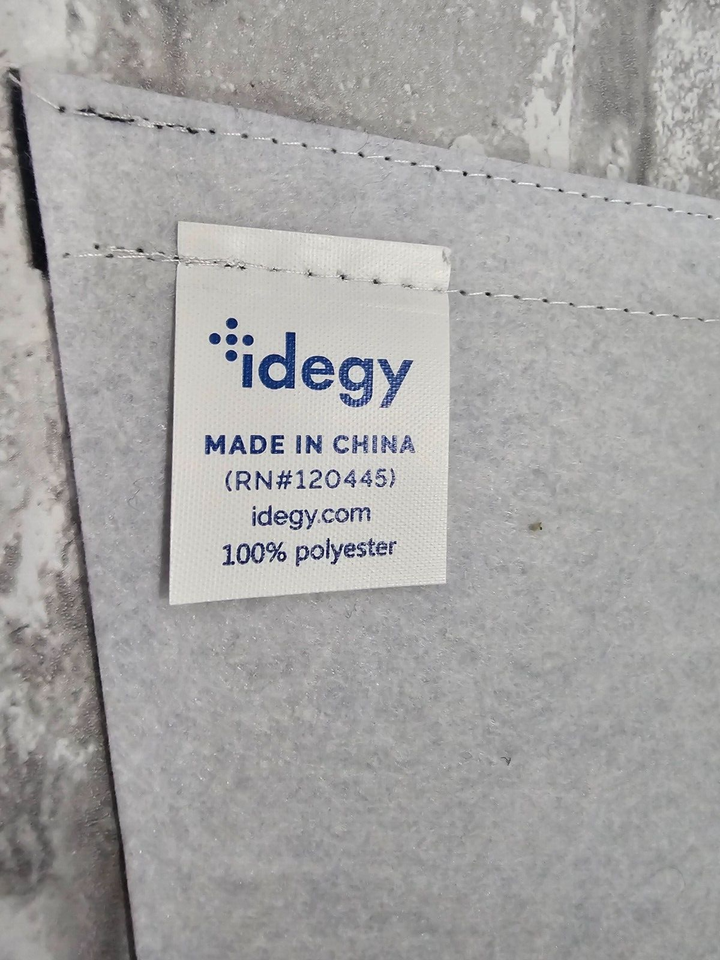 idegy
MADE IN CHINA
(RN#120445)
idegy.com
100% polyester